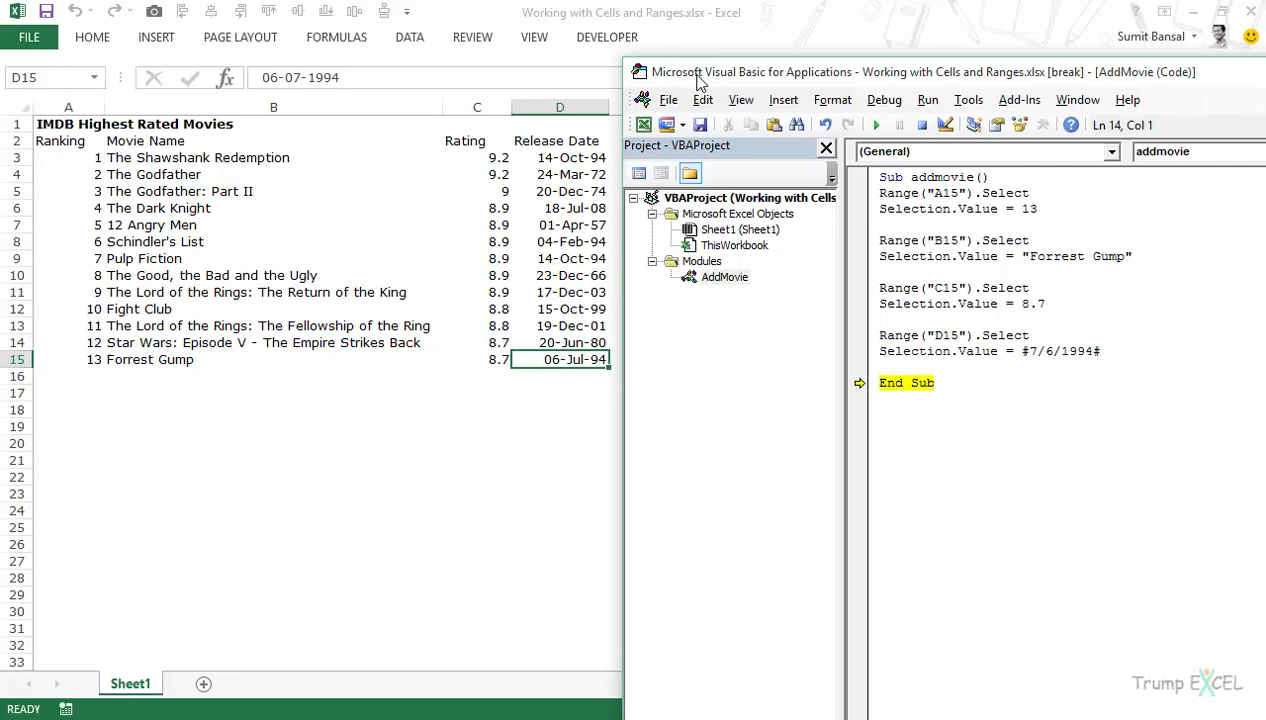 Working with Cells and Ranges.xlsx - Excel
FILE HOME INSERT PAGE LAYOUT FORMULAS DATA REVIEW VIEW DEVELOPER Sumit Bansal
D15 fx 06-07-1994
A B C D
1 IMDB Highest Rated Movies
2 Ranking Movie Name Rating Release Date
3 1 The Shawshank Redemption 9.2 14-Oct-94
4 2 The Godfather 9.2 24-Mar-72
5 3 The Godfather: Part II 9 20-Dec-74
6 4 The Dark Knight 8.9 18-Jul-08
7 5 12 Angry Men 8.9 01-Apr-57
8 6 Schindler's List 8.9 04-Feb-94
9 7 Pulp Fiction 8.9 14-Oct-94
10 8 The Good, the Bad and the Ugly 8.9 23-Dec-66
11 9 The Lord of the Rings: The Return of the King 8.9 17-Dec-03
12 10 Fight Club 8.8 15-Oct-99
13 11 The Lord of the Rings: The Fellowship of the Ring 8.8 19-Dec-01
14 12 Star Wars: Episode V - The Empire Strikes Back 8.7 20-Jun-80
15 13 Forrest Gump 8.7 06-Jul-94
16
17
18
19
20
21
22
23
24
25
26
27
28
29
30
31
32
33
Sheet1
READY
Microsoft Visual Basic for Applications - Working with Cells and Ranges.xlsx [break] - [AddMovie (Code)]
File Edit View Insert Format Debug Run Tools Add-Ins Window Help
Ln 14, Col 1
Project - VBAProject
VBAProject (Working with Cells
Microsoft Excel Objects
Sheet1 (Sheet1)
ThisWorkbook
Modules
AddMovie
(General) addmovie
Sub addmovie()
Range("A15").Select
Selection.Value = 13
Range("B15").Select
Selection.Value = "Forrest Gump"
Range("C15").Select
Selection.Value = 8.7
Range("D15").Select
Selection.Value = #7/6/1994#
End Sub
Trump EXCEL